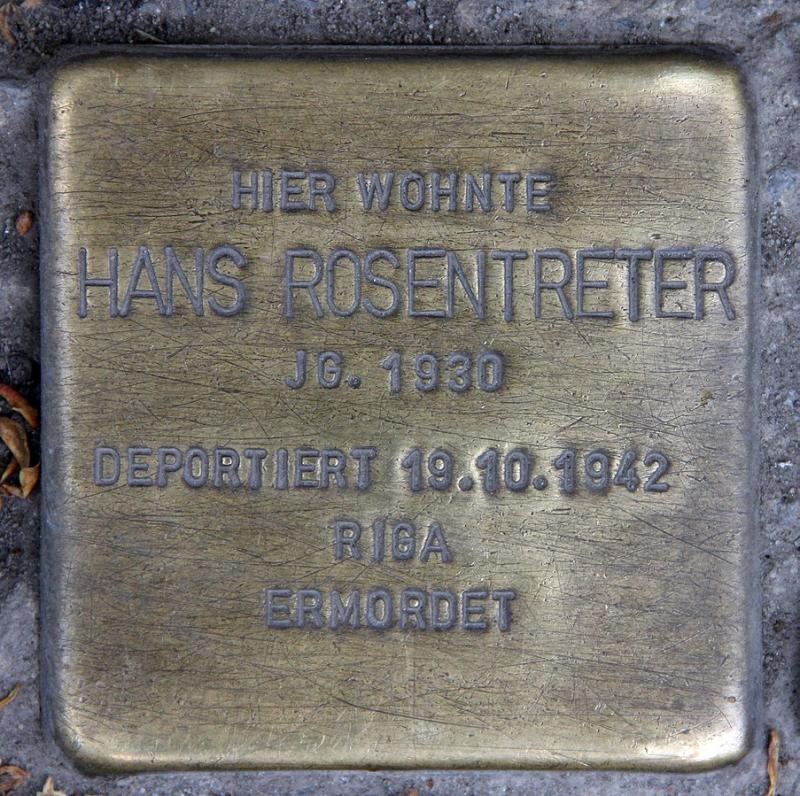 HIER WOHNTE
HANS ROSENTRETER
JG. 1930
DEPORTIERT 19.10.1942
RIGA
ERMORDET